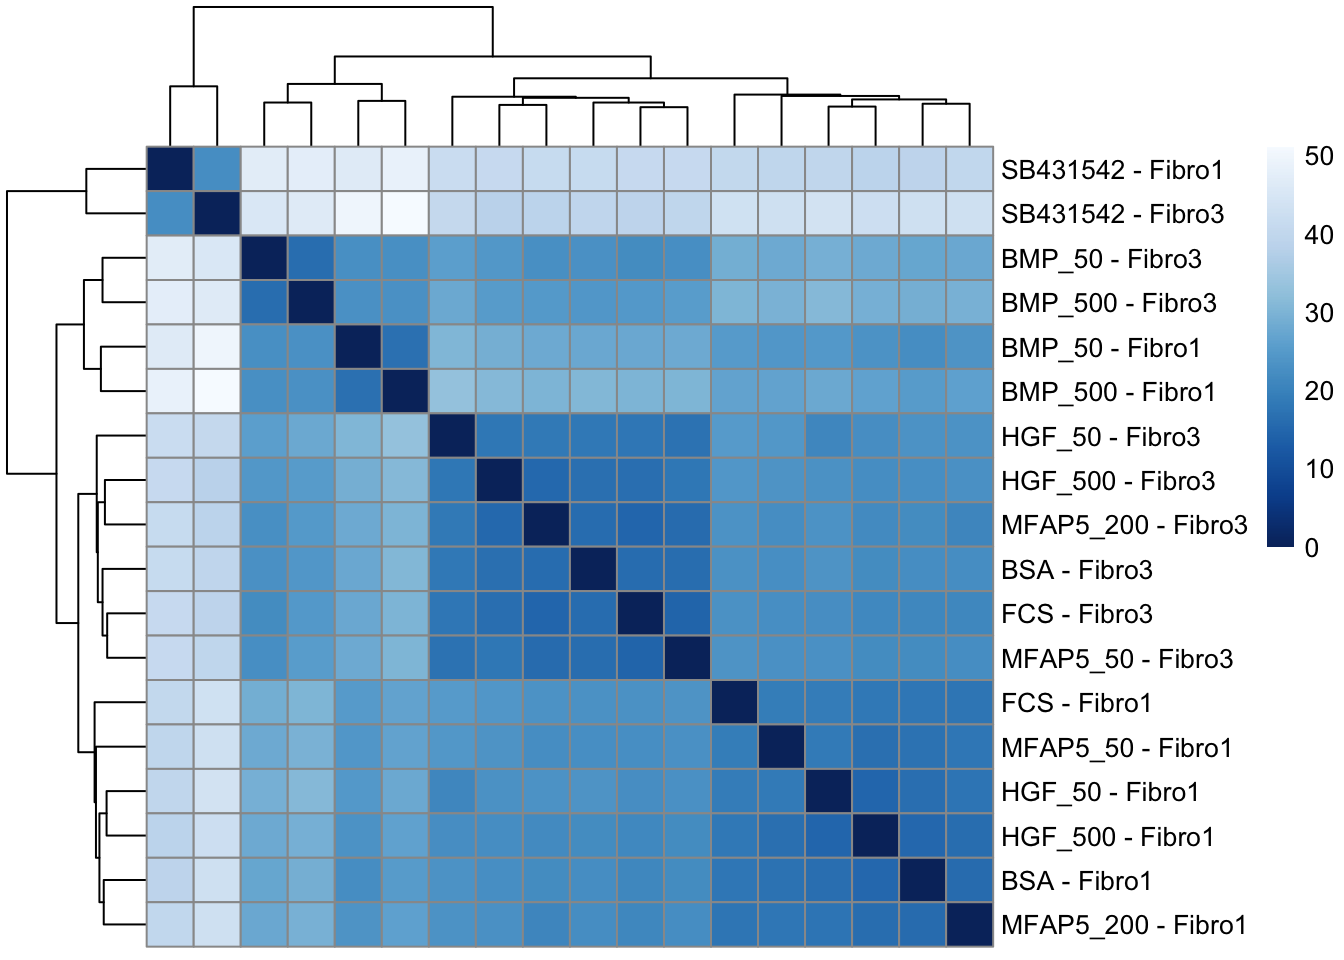 SB431542 - Fibro1
SB431542 - Fibro3
BMP_50 - Fibro3
BMP_500 - Fibro3
BMP_50 - Fibro1
BMP_500 - Fibro1
HGF_50 - Fibro3
HGF_500 - Fibro3
MFAP5_200 - Fibro3
BSA - Fibro3
FCS - Fibro3
MFAP5_50 - Fibro3
FCS - Fibro1
MFAP5_50 - Fibro1
HGF_50 - Fibro1
HGF_500 - Fibro1
BSA - Fibro1
MFAP5_200 - Fibro1
50
40
30
20
10
0